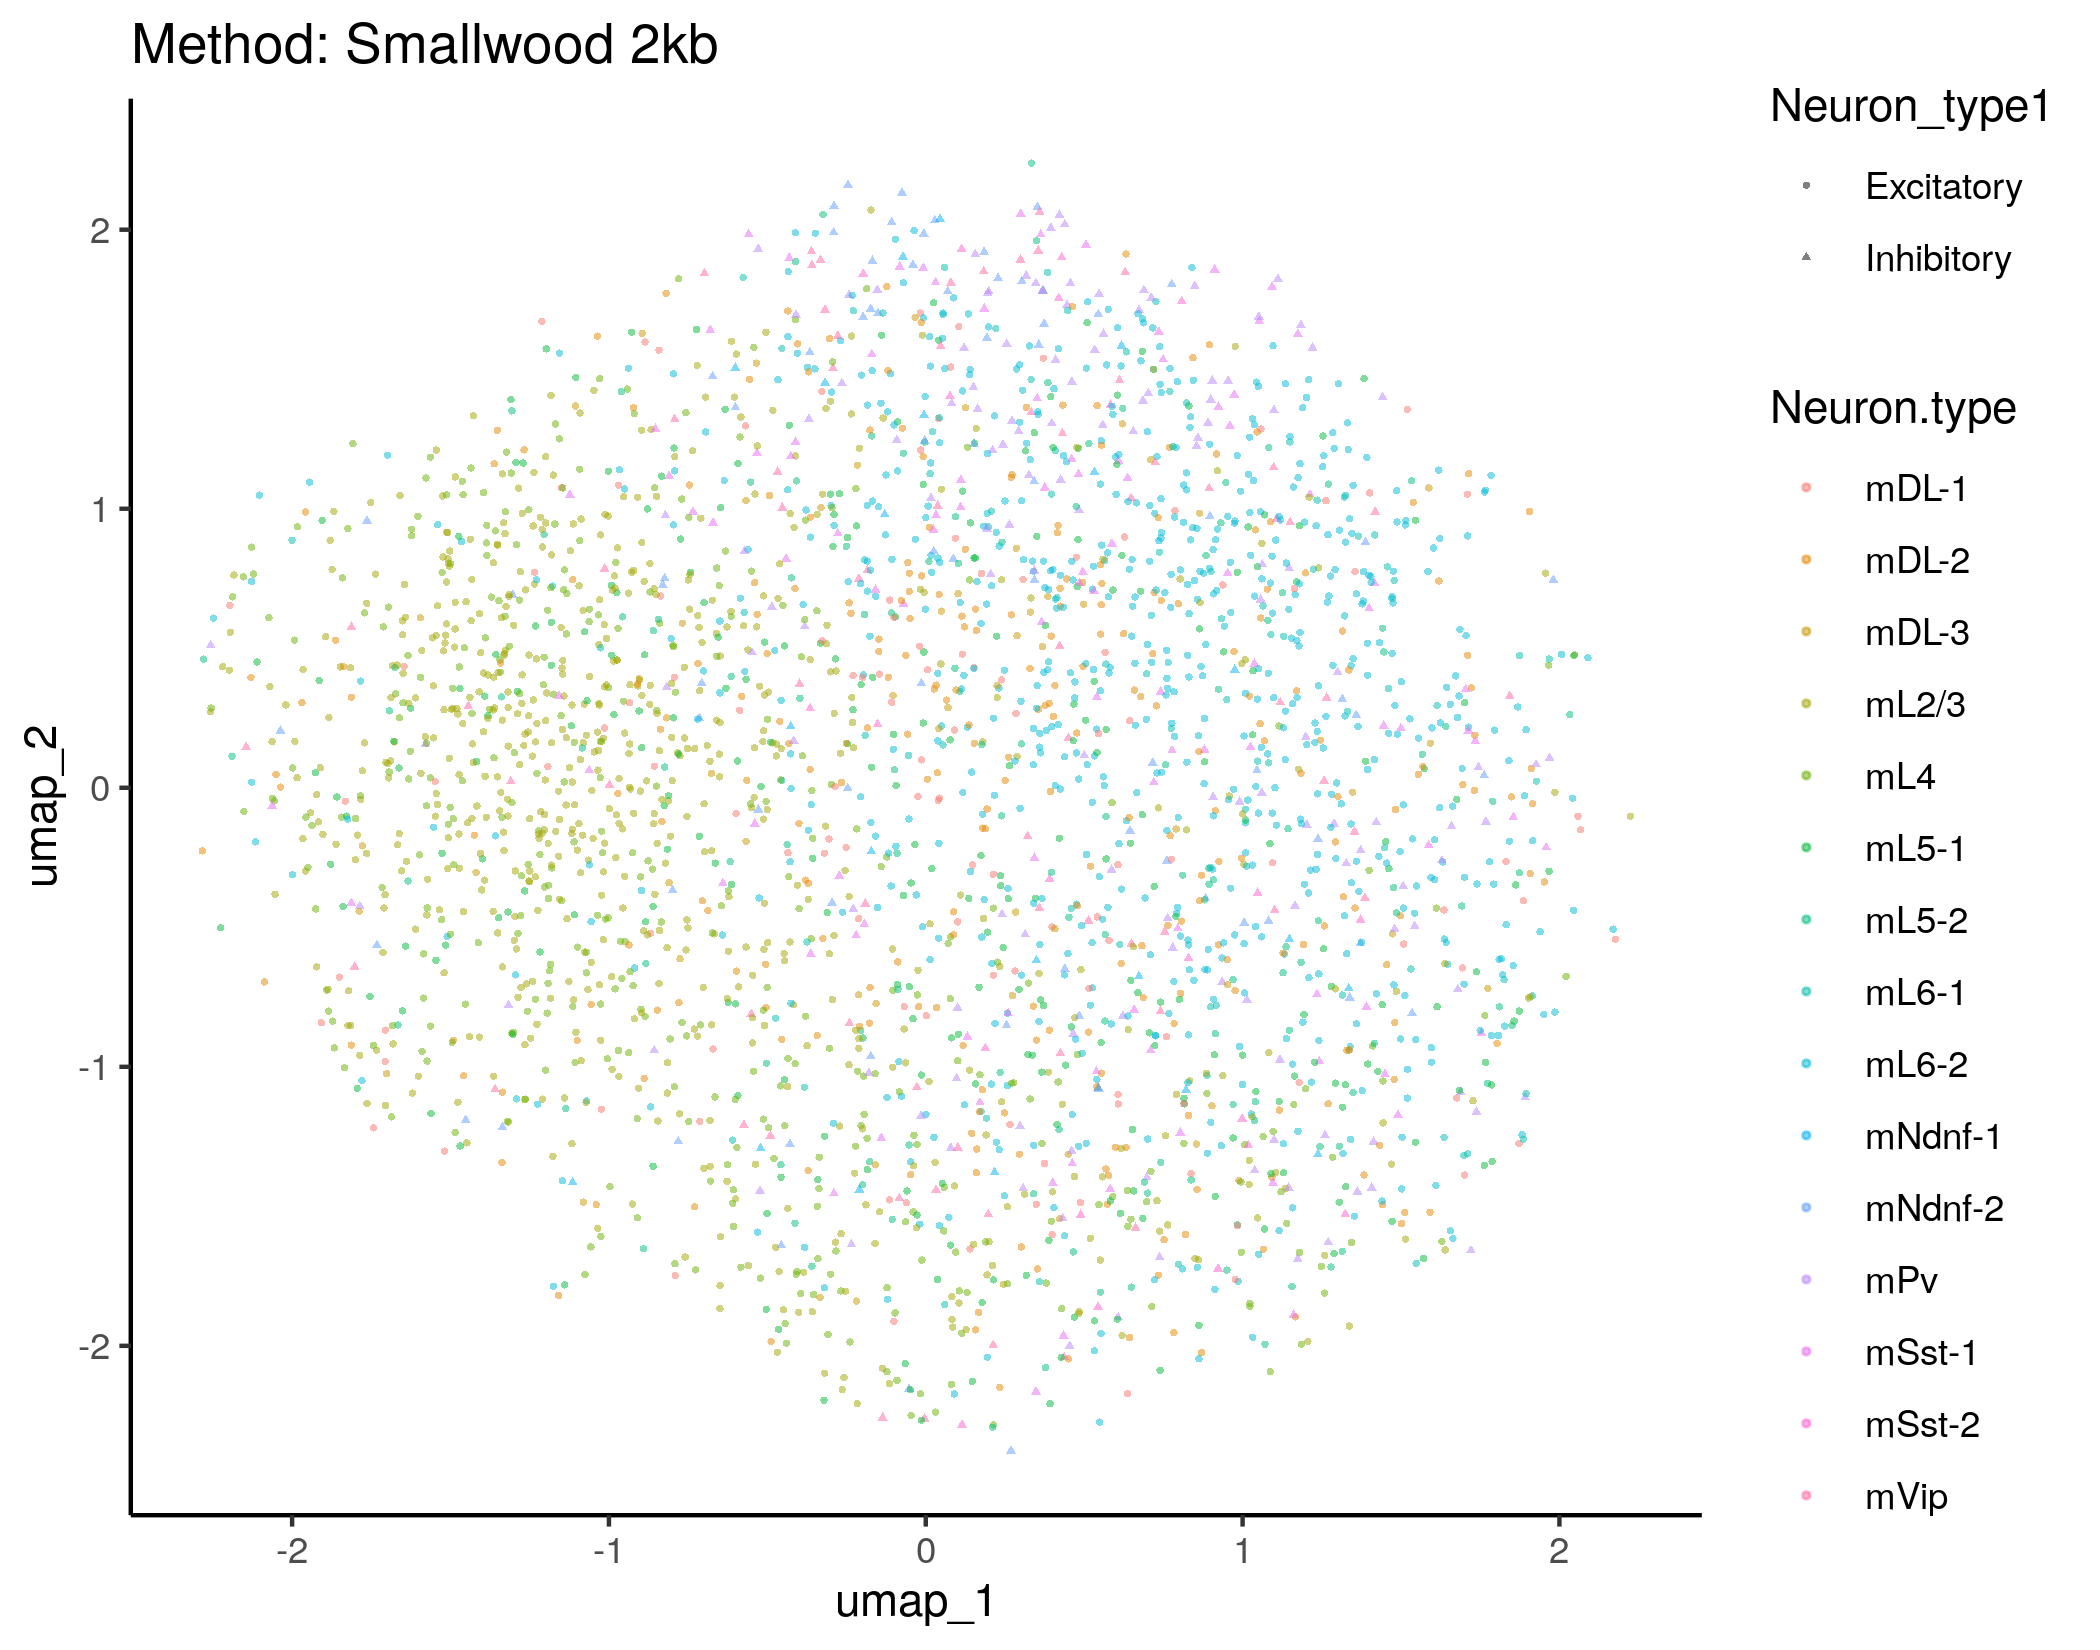 Method: Smallwood 2kb
umap_2
2
1
0
-1
-2
-2
-1
0
1
2
umap_1
Neuron_type1
Excitatory
Inhibitory
Neuron.type
mDL-1
mDL-2
mDL-3
mL2/3
mL4
mL5-1
mL5-2
mL6-1
mL6-2
mNdnf-1
mNdnf-2
mPv
mSst-1
mSst-2
mVip